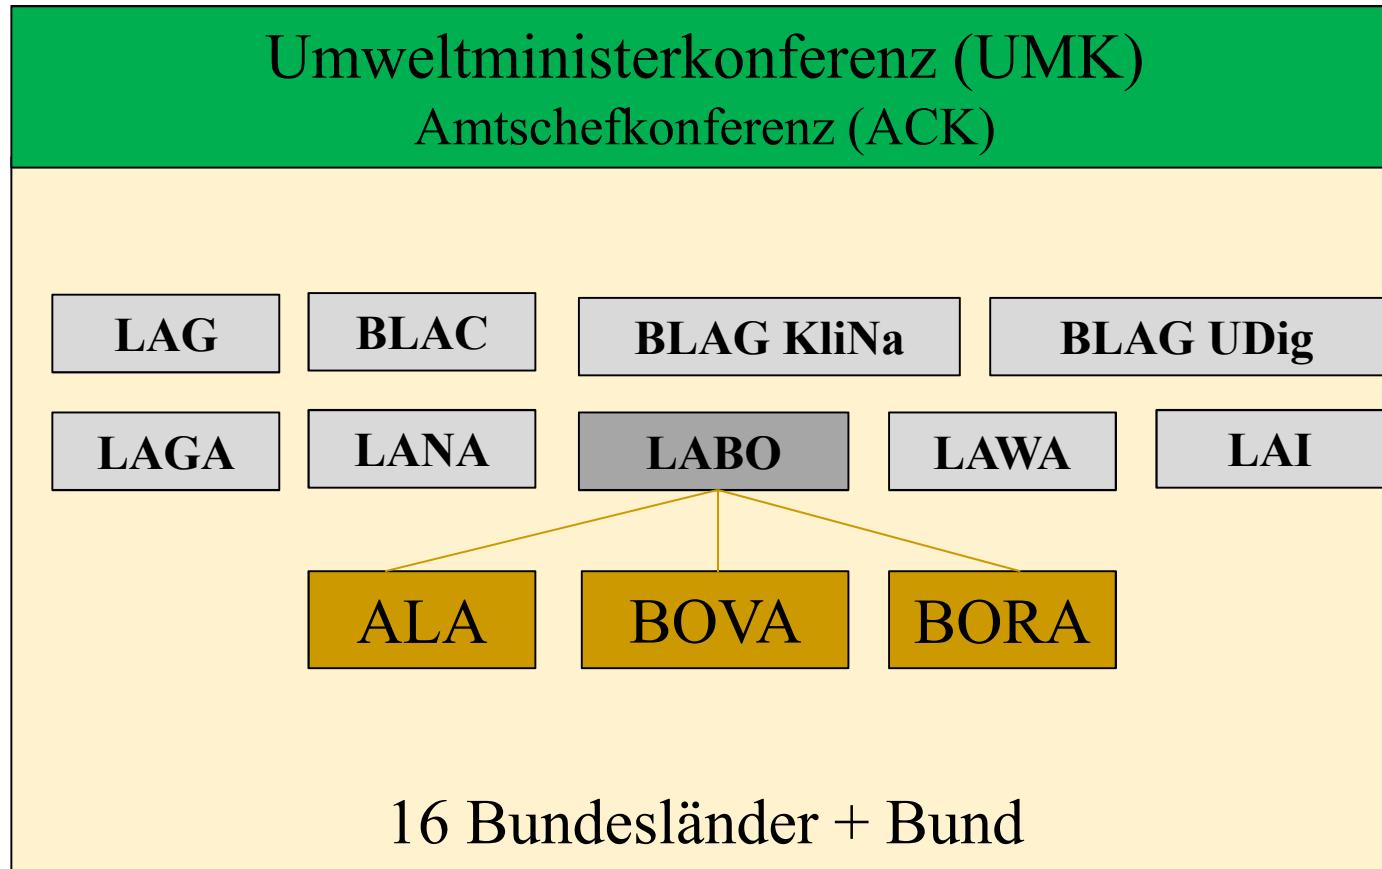 Umweltministerkonferenz (UMK)
Amtschefkonferenz (ACK)
LAG
BLAC
BLAG KliNa
BLAG UDig
LAGA
LANA
LABO
LAWA
LAI
ALA
BOVA
BORA
16 Bundesländer + Bund